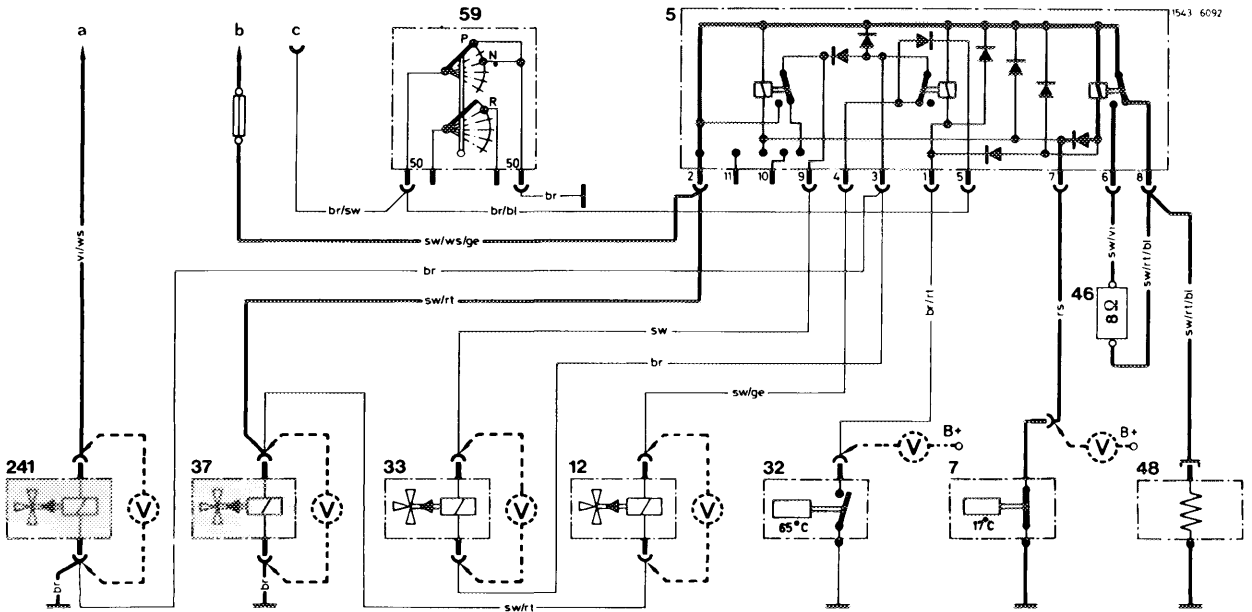 a
b
c
59
5
1543 6092
P
N
R
50
50
2
11
10
9
4
3
1
5
7
6
8
br
br/sw
br/bl
sw/ws/ge
vi/ws
br
sw/rt
br/rt
rs
sw/vi
46
8Ω
sw/rt/bl
sw/rt/bl
sw
br
sw/ge
B+
B+
V
V
241
37
33
12
32
7
48
V
V
V
V
65°C
17°C
br
br
sw/rt